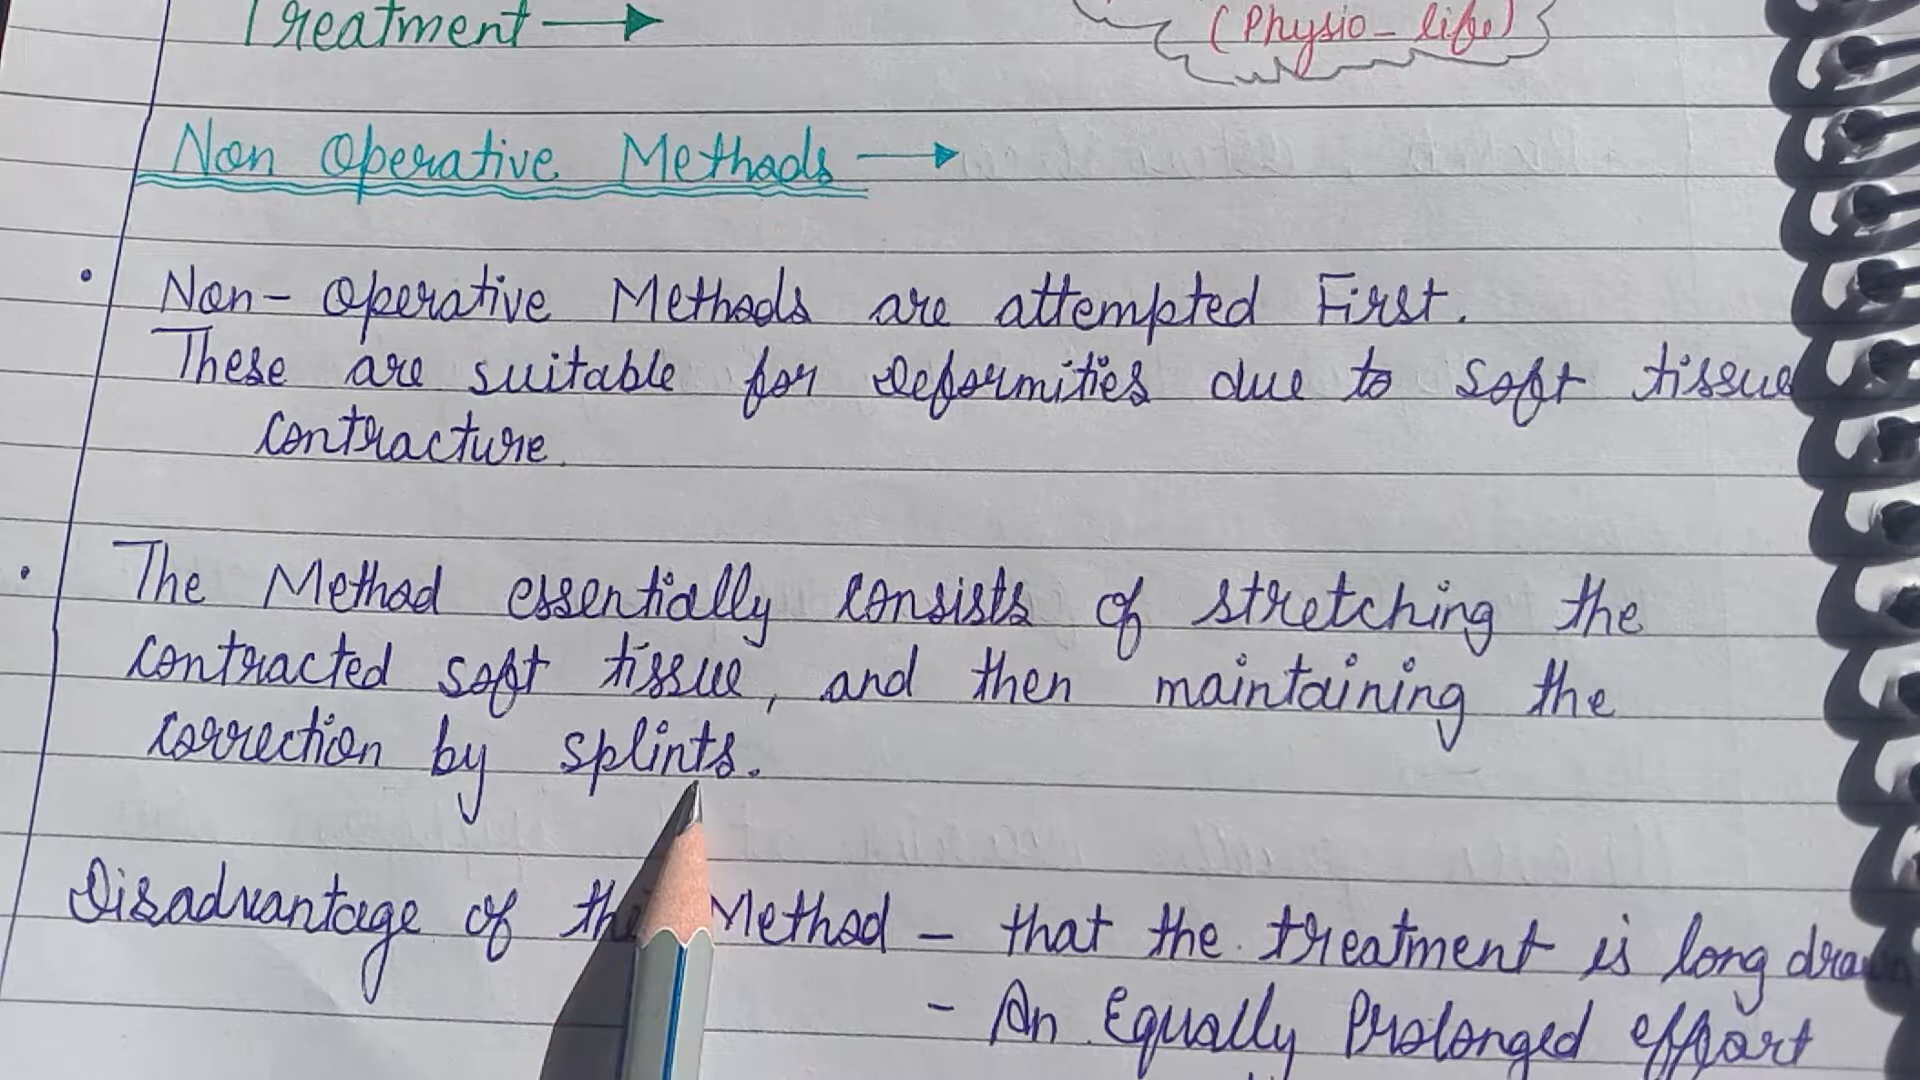 Treatment →
(Physio-life)
Non Operative Methods →
• Non-Operative Methods are attempted First.
These are suitable for deformities due to soft tissue
contracture.
• The Method essentially consists of stretching the
contracted soft tissue, and then maintaining the
correction by splints.
Disadvantage of the Method - that the treatment is long drawn
- An Equally Prolonged effort